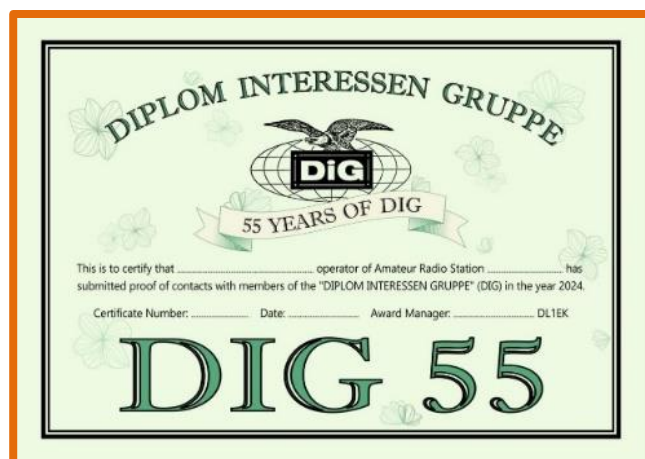 DIPLOM INTERESSEN GRUPPE
DiG
55 YEARS OF DIG
This is to certify that ........................ operator of Amateur Radio Station ........................ has
submitted proof of contacts with members of the "DIPLOM INTERESSEN GRUPPE" (DIG) in the year 2024.
Certificate Number: .................. Date: ...................... Award Manager: ........................ DL1EK
DIG 55